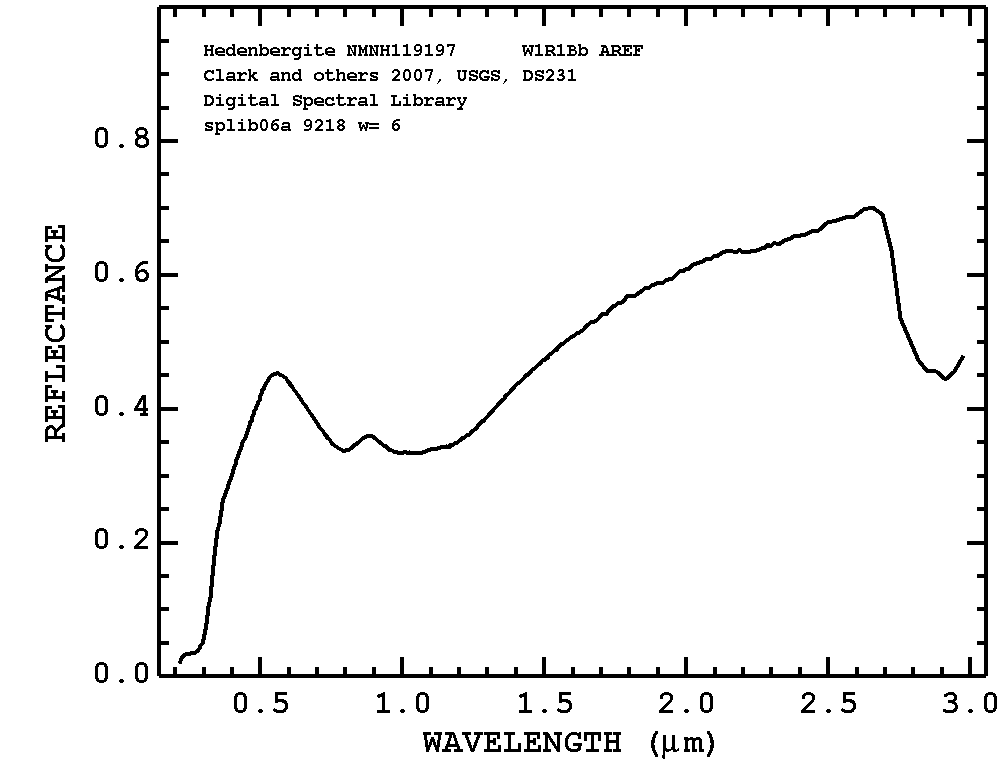 Hedenbergite NMNH119197 W1R1Bb AREF
Clark and others 2007, USGS, DS231
Digital Spectral Library
splib06a 9218 w= 6
REFLECTANCE
0.8
0.6
0.4
0.2
0.0
0.5 1.0 1.5 2.0 2.5 3.0
WAVELENGTH (μm)